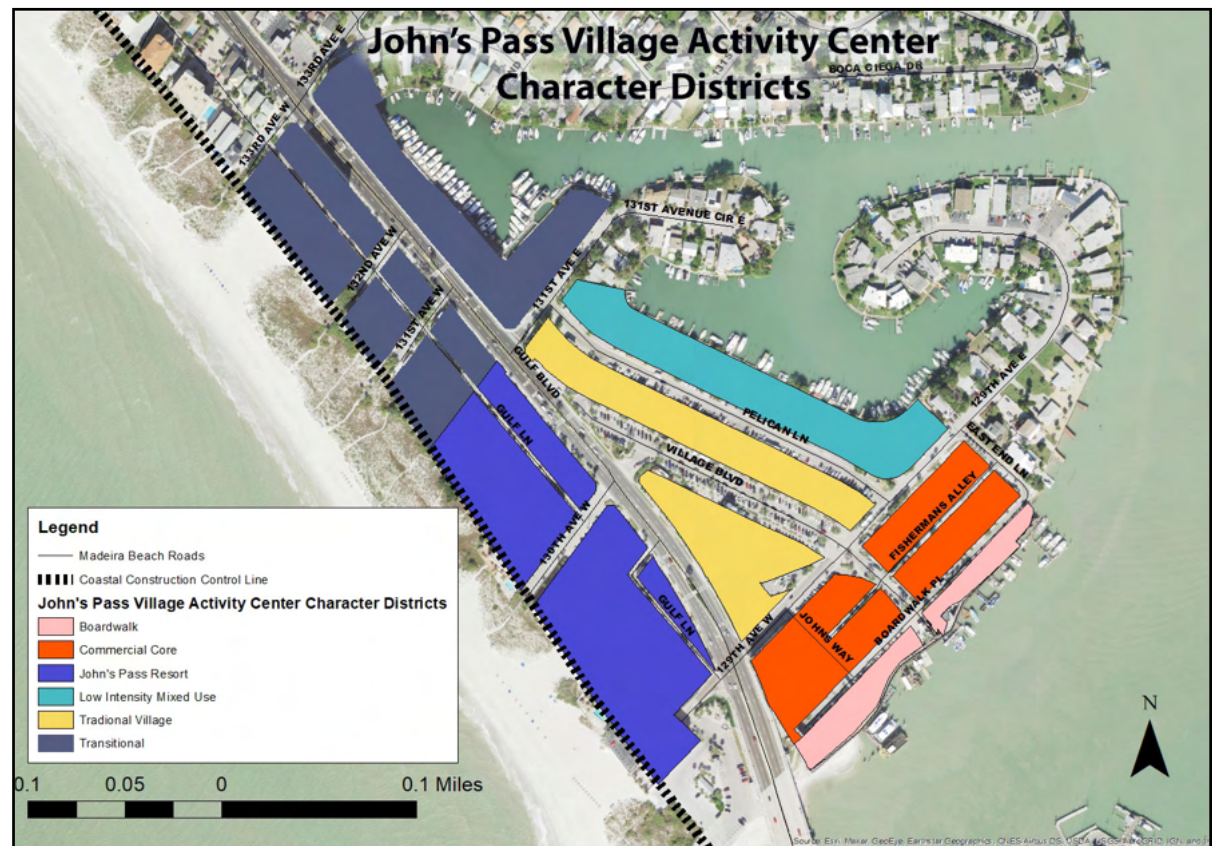 John's Pass Village Activity Center
Character Districts
BOCA CIEGA DR
133RD AVE E
133RD AVE W
131ST AVENUE CIR E
132ND AVE W
131ST AVE E
131ST AVE W
GULF BLVD
129TH AVE E
PELICAN LN
GULF LN
EAST END LN
VILLAGE BLVD
FISHERMANS ALLEY
130TH AVE W
GULF LN
JOHNS WAY
BOARDWALK PL
129TH AVE W
Legend
Madeira Beach Roads
Coastal Construction Control Line
John's Pass Village Activity Center Character Districts
Boardwalk
Commercial Core
John's Pass Resort
Low Intensity Mixed Use
Tradional Village
Transitional
N
0.1 0.05 0 0.1 Miles